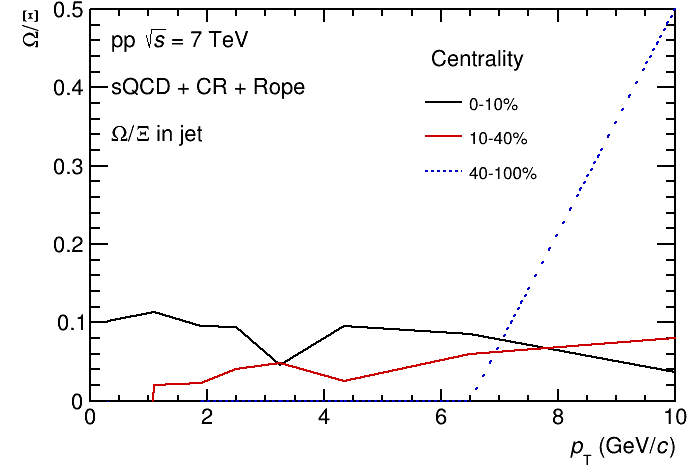 Ω/Ξ
0.5
0.4
0.3
0.2
0.1
0
pp √s = 7 TeV
sQCD + CR + Rope
Ω/Ξ in jet
Centrality
0-10%
10-40%
40-100%
0 2 4 6 8 10
p_T (GeV/c)